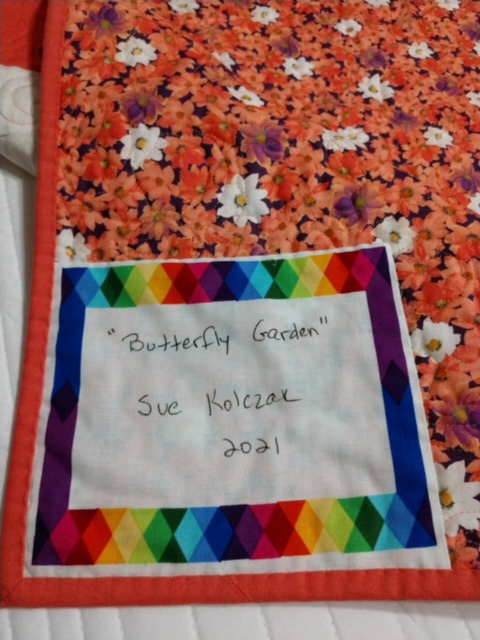 "Butterfly Garden"
Sue Kolczak
2021